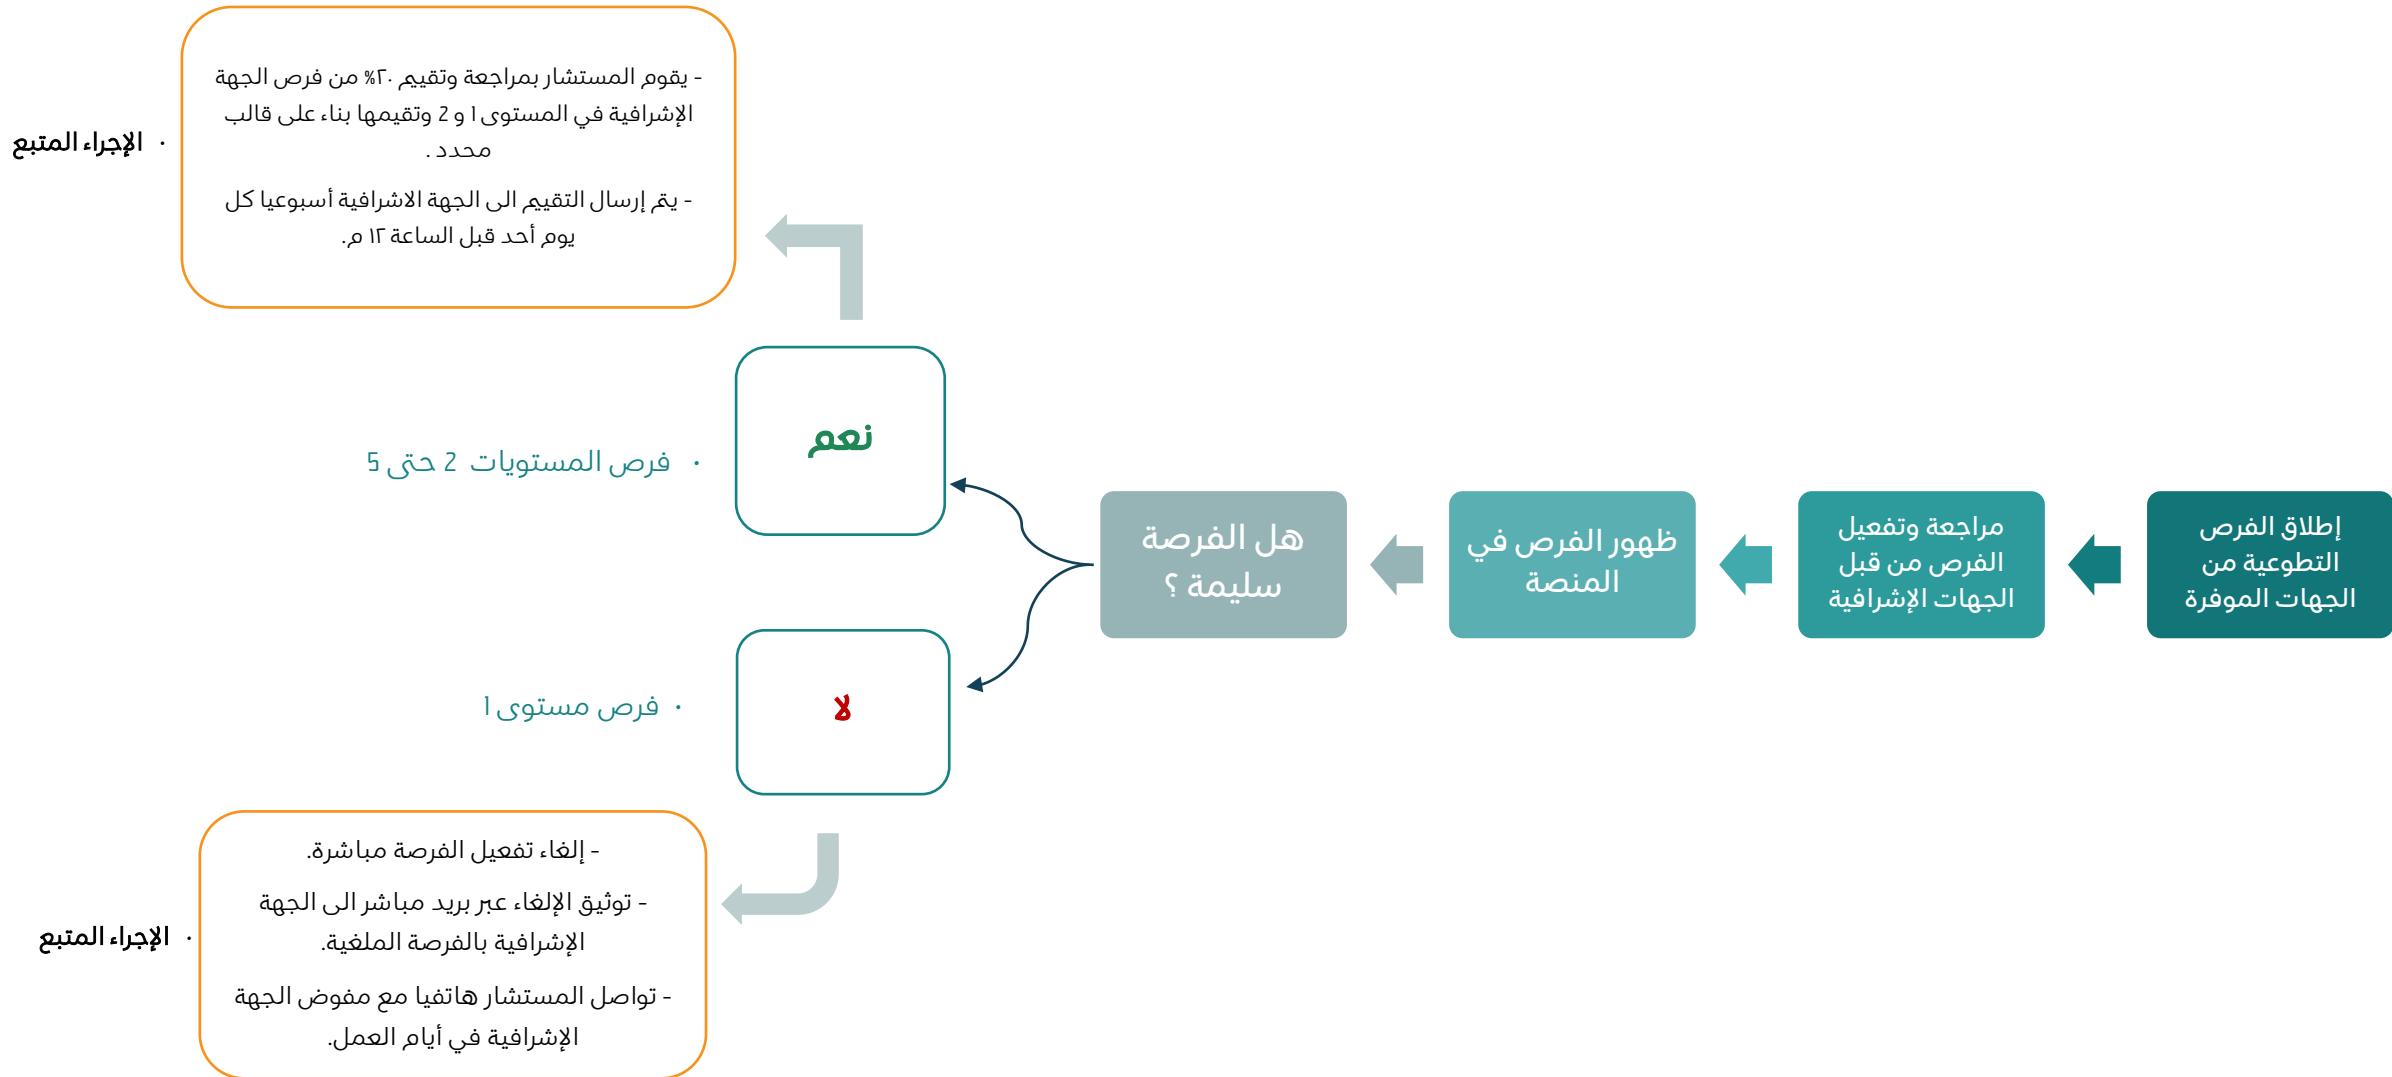 إطلاق الفرص
التطوعية من
الجهات الموفرة
مراجعة وتفعيل
الفرص من قبل
الجهات الإشرافية
ظهور الفرص في
المنصة
هل الفرصة
سليمة ؟
نعم
• فرص المستويات 2 حتى 5
- يقوم المستشار بمراجعة وتقييم ٢٠% من فرص الجهة
الإشرافية في المستوى 1 و 2 وتقيمها بناء على قالب
محدد .
- يتم إرسال التقييم الى الجهة الاشرافية أسبوعيا كل
يوم أحد قبل الساعة ١٢ م.
• الإجراء المتبع
لا
• فرص مستوى 1
- إلغاء تفعيل الفرصة مباشرة.
- توثيق الإلغاء عبر بريد مباشر الى الجهة
الإشرافية بالفرصة الملغية.
- تواصل المستشار هاتفيا مع مفوض الجهة
الإشرافية في أيام العمل.
• الإجراء المتبع